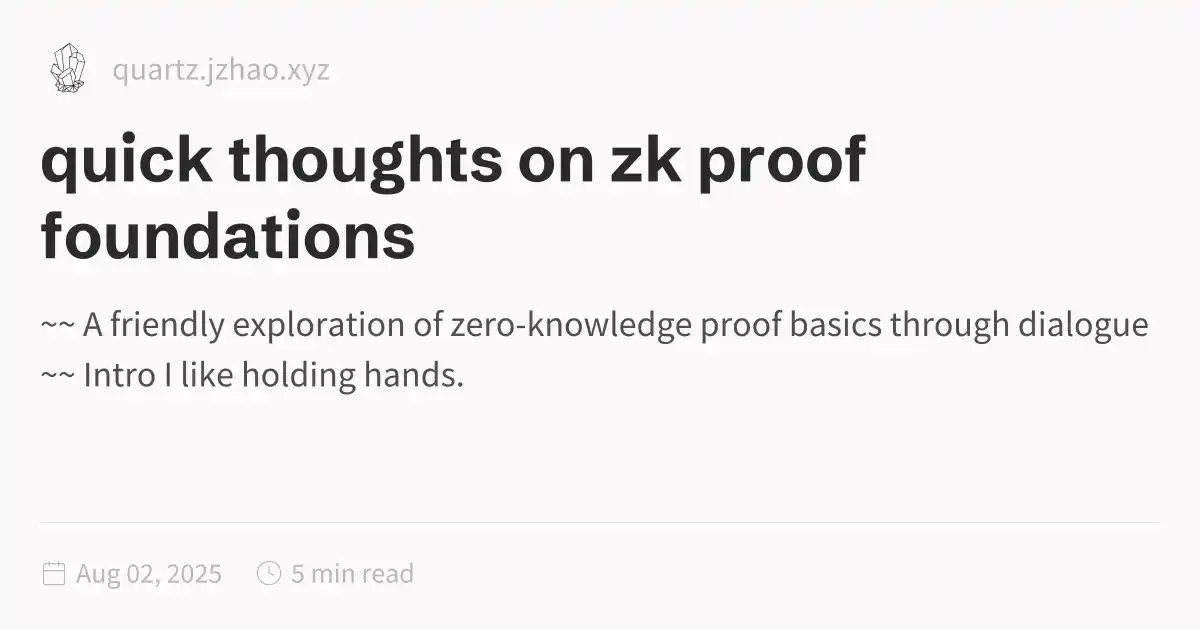 quartz.jzhao.xyz
quick thoughts on zk proof
foundations
~~ A friendly exploration of zero-knowledge proof basics through dialogue
~~ Intro I like holding hands.
Aug 02, 2025 5 min read